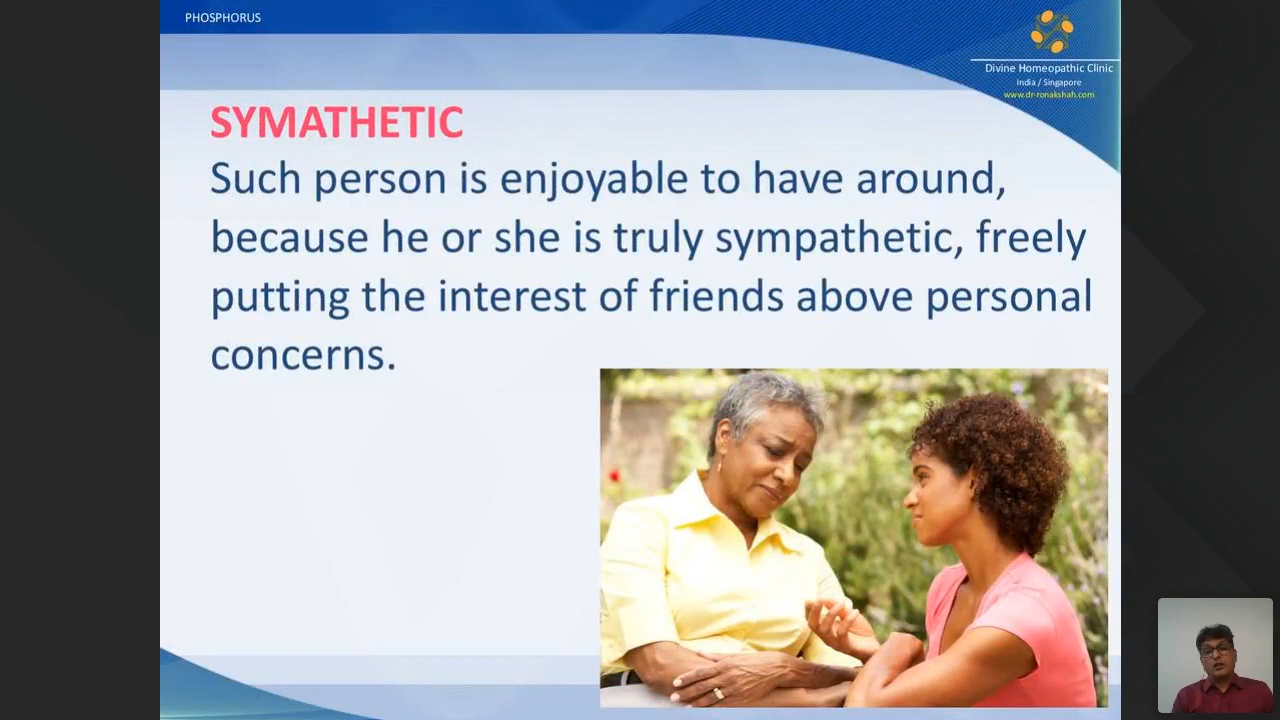 PHOSPHORUS
Divine Homeopathic Clinic
India / Singapore
www.dr-ronakshah.com
SYMATHETIC
Such person is enjoyable to have around,
because he or she is truly sympathetic, freely
putting the interest of friends above personal
concerns.